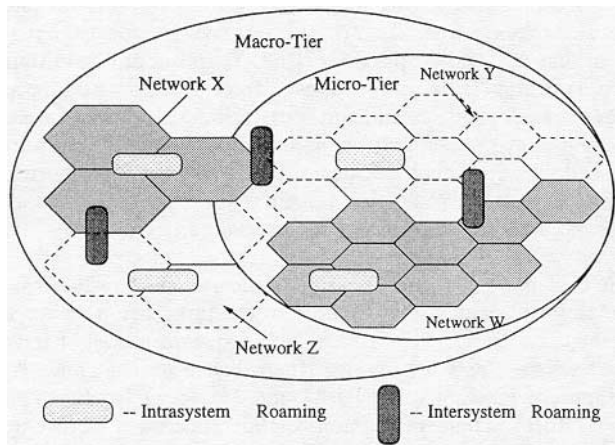 Macro-Tier
Network X
Micro-Tier
Network Y
Network W
Network Z
-- Intrasystem Roaming
-- Intersystem Roaming